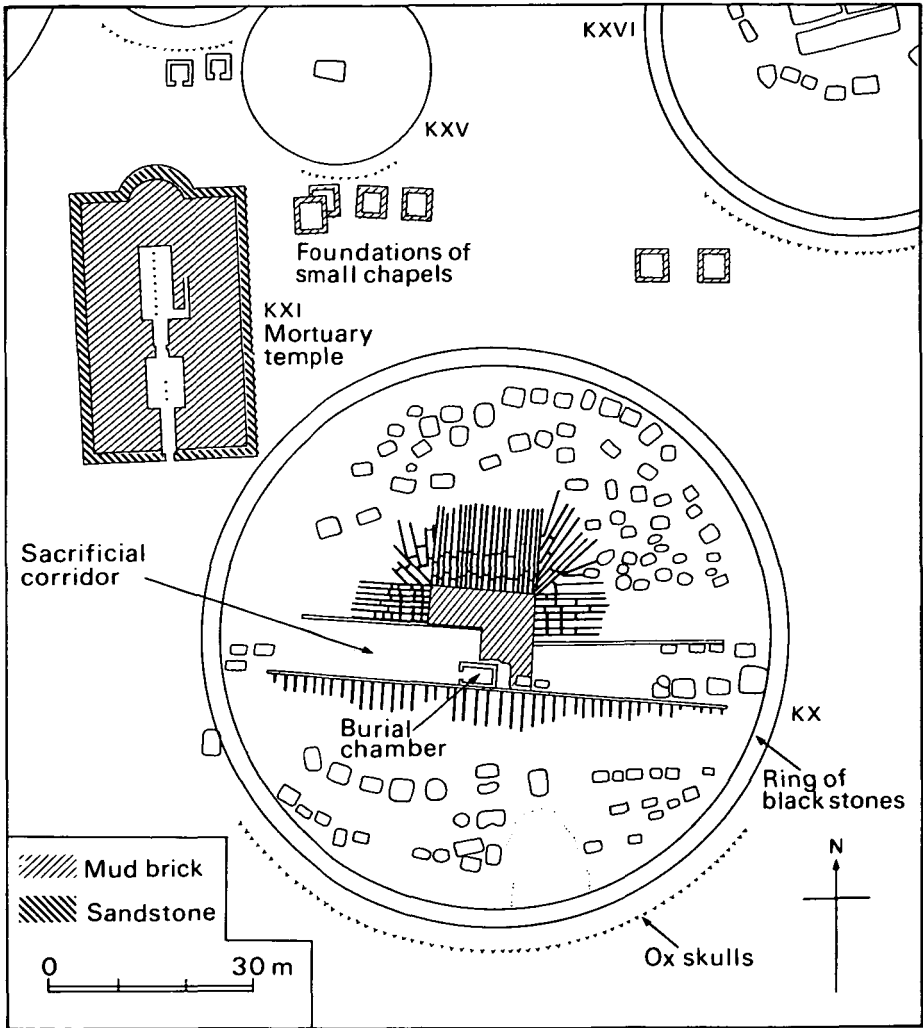 KXVI
KXV
Foundations of
small chapels
KXI
Mortuary
temple
Sacrificial
corridor
Burial
chamber
KX
Ring of
black stones
Mud brick
Sandstone
0 30 m
N
Ox skulls